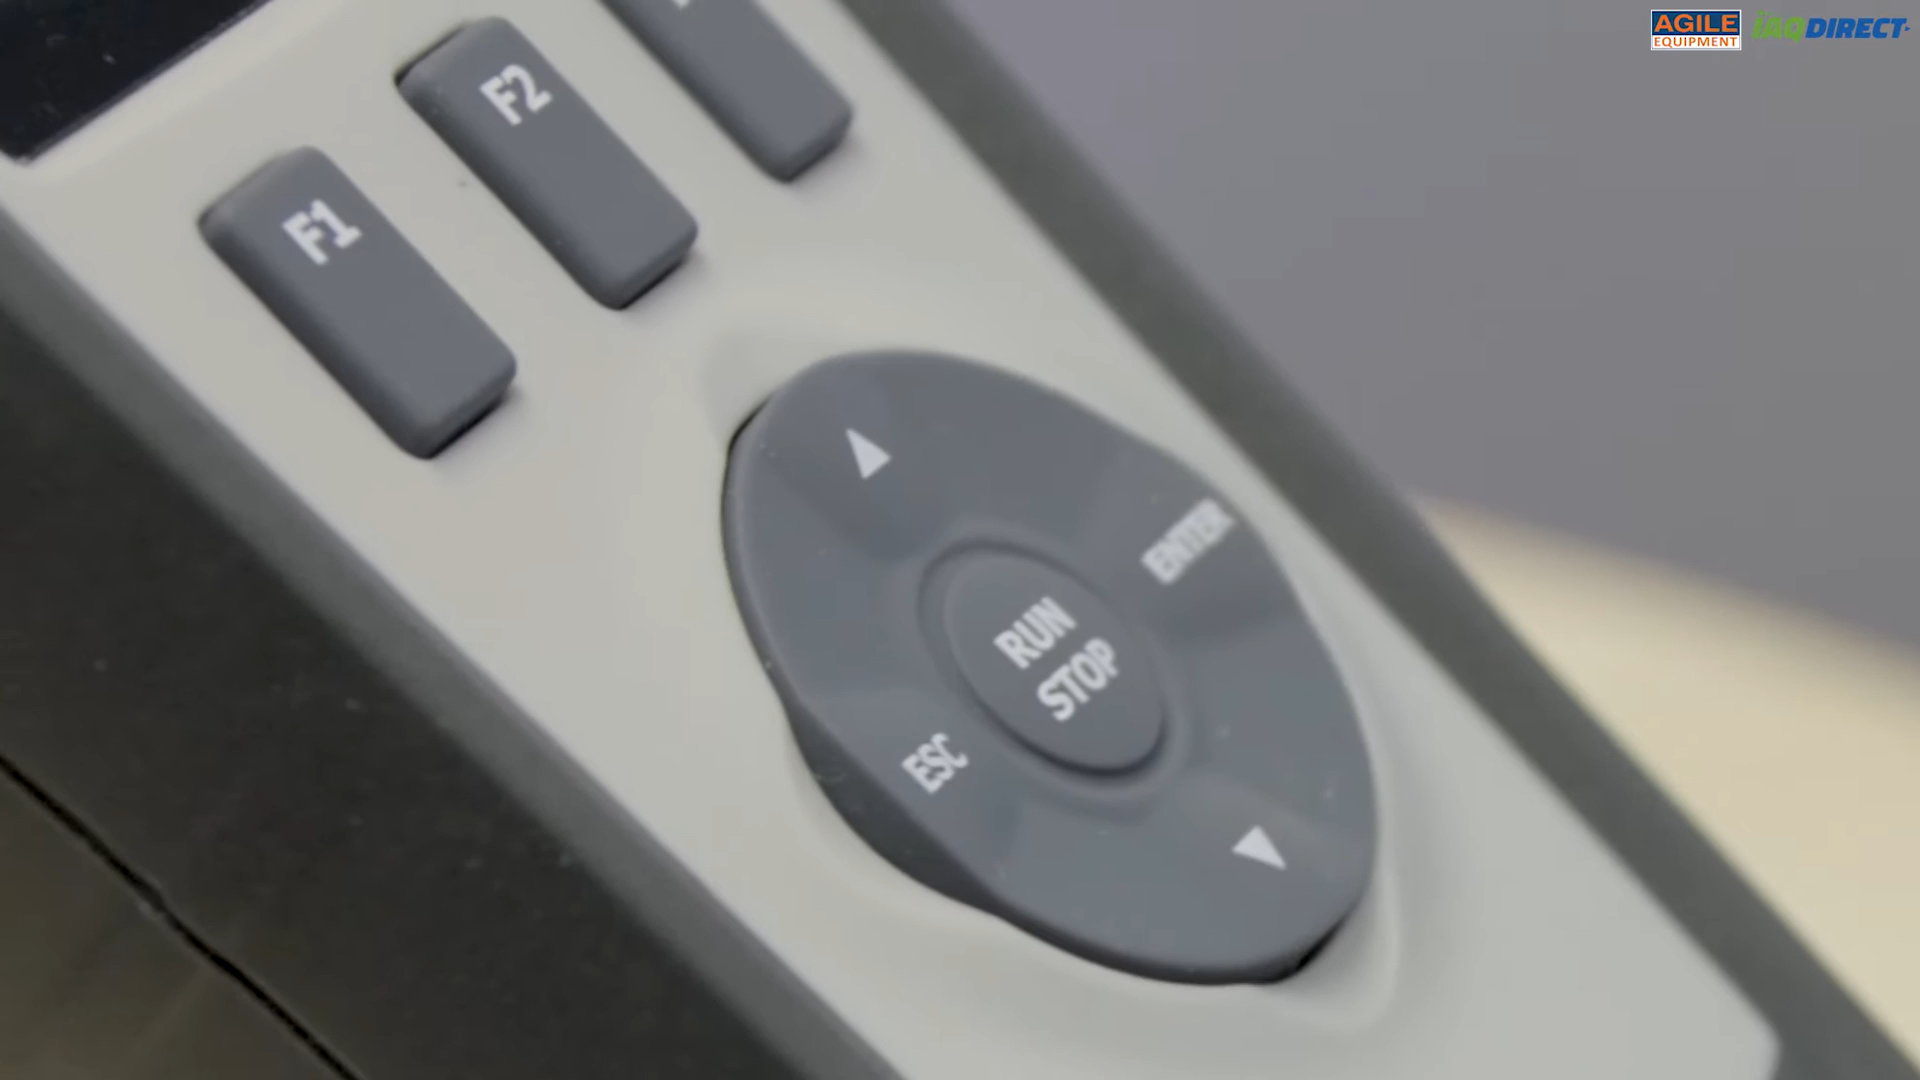 AGILE
EQUIPMENT
iAQDIRECT
F1
F2
ENTER
RUN
STOP
ESC